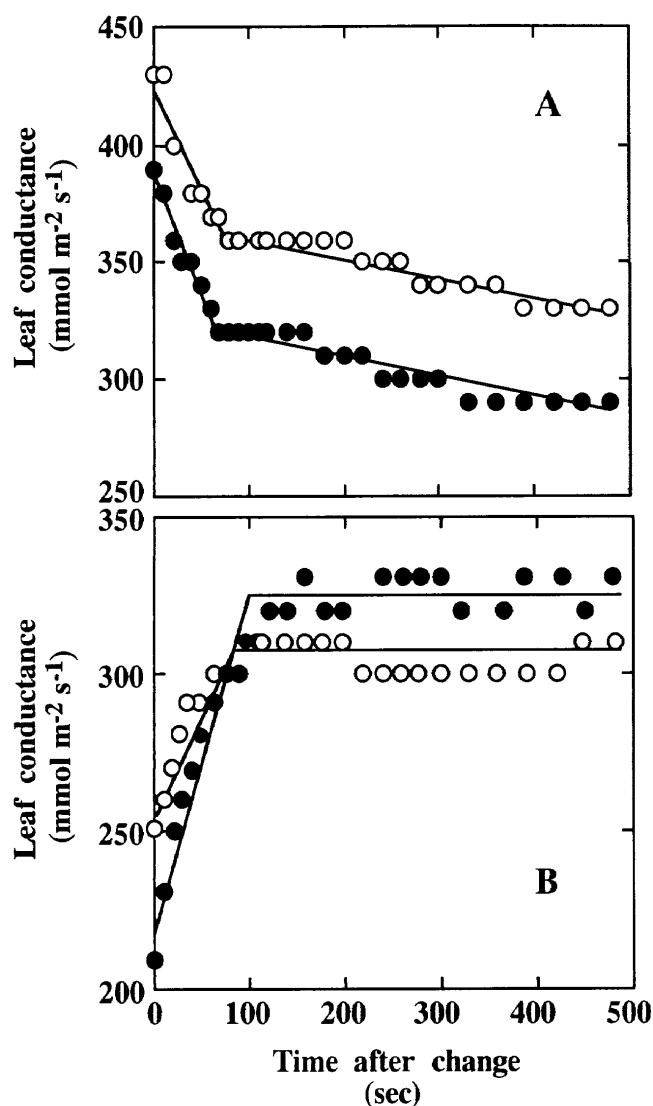 450
400
350
300
250
Leaf conductance
(mmol m-2 s-1)
A
350
300
250
200
Leaf conductance
(mmol m-2 s-1)
B
0 100 200 300 400 500
Time after change
(sec)